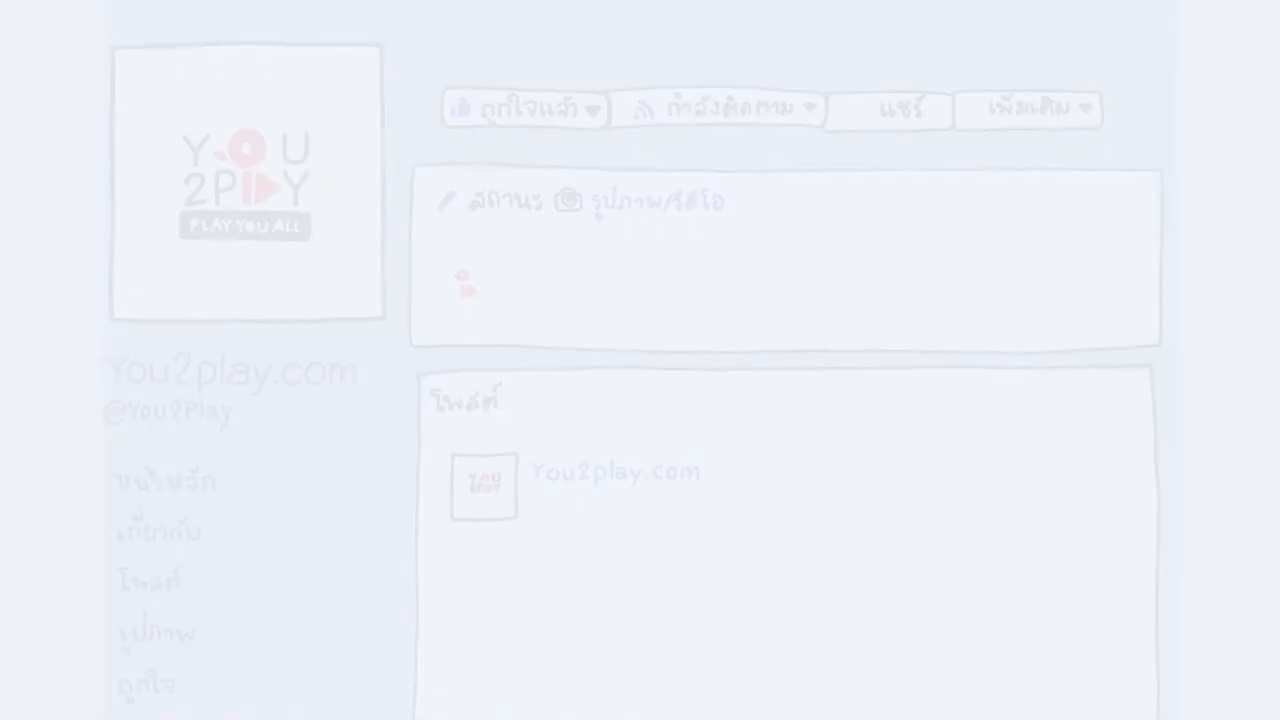 YOU
2PLAY
PLAY YOU ALL
You2play.com
@You2Play
หน้าหลัก
เกี่ยวกับ
โพสต์
รูปภาพ
ถูกใจ
ถูกใจแล้ว
กำลังติดตาม
แชร์
เพิ่มเติม
สถานะ
รูปภาพ/วีดีโอ
โพสต์
YOU
2PLAY
You2play.com